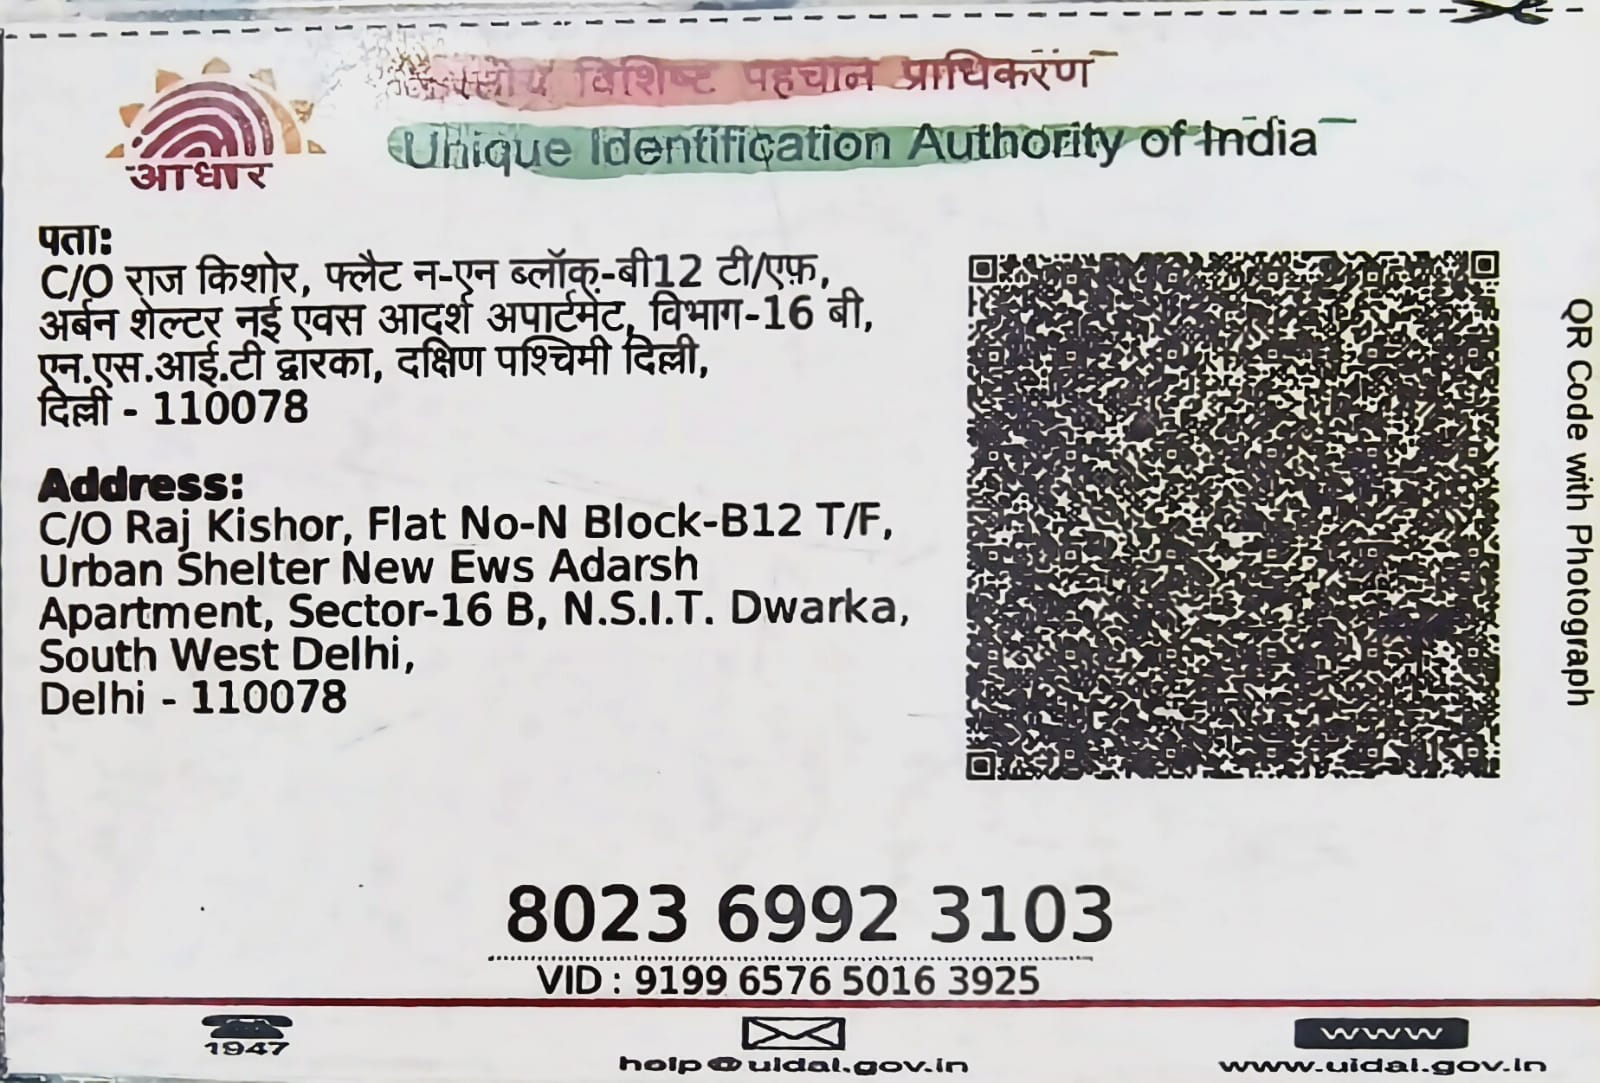 आधार
विशिष्ट पहचान प्राधिकरण
Unique Identification Authority of India
पता:
C/O राज किशोर, फ्लैट न-एन ब्लॉक्-बी12 टी/एफ़,
अर्बन शेल्टर नई एवस आदर्श अपार्टमेंट, विभाग-16 बी,
एन.एस.आई.टी द्वारका, दक्षिण पश्चिमी दिल्ली,
दिल्ली - 110078
Address:
C/O Raj Kishor, Flat No-N Block-B12 T/F,
Urban Shelter New Ews Adarsh
Apartment, Sector-16 B, N.S.I.T. Dwarka,
South West Delhi,
Delhi - 110078
QR Code with Photograph
8023 6992 3103
VID : 9199 6576 5016 3925
1947
help@uidai.gov.in
www
www.uidai.gov.in